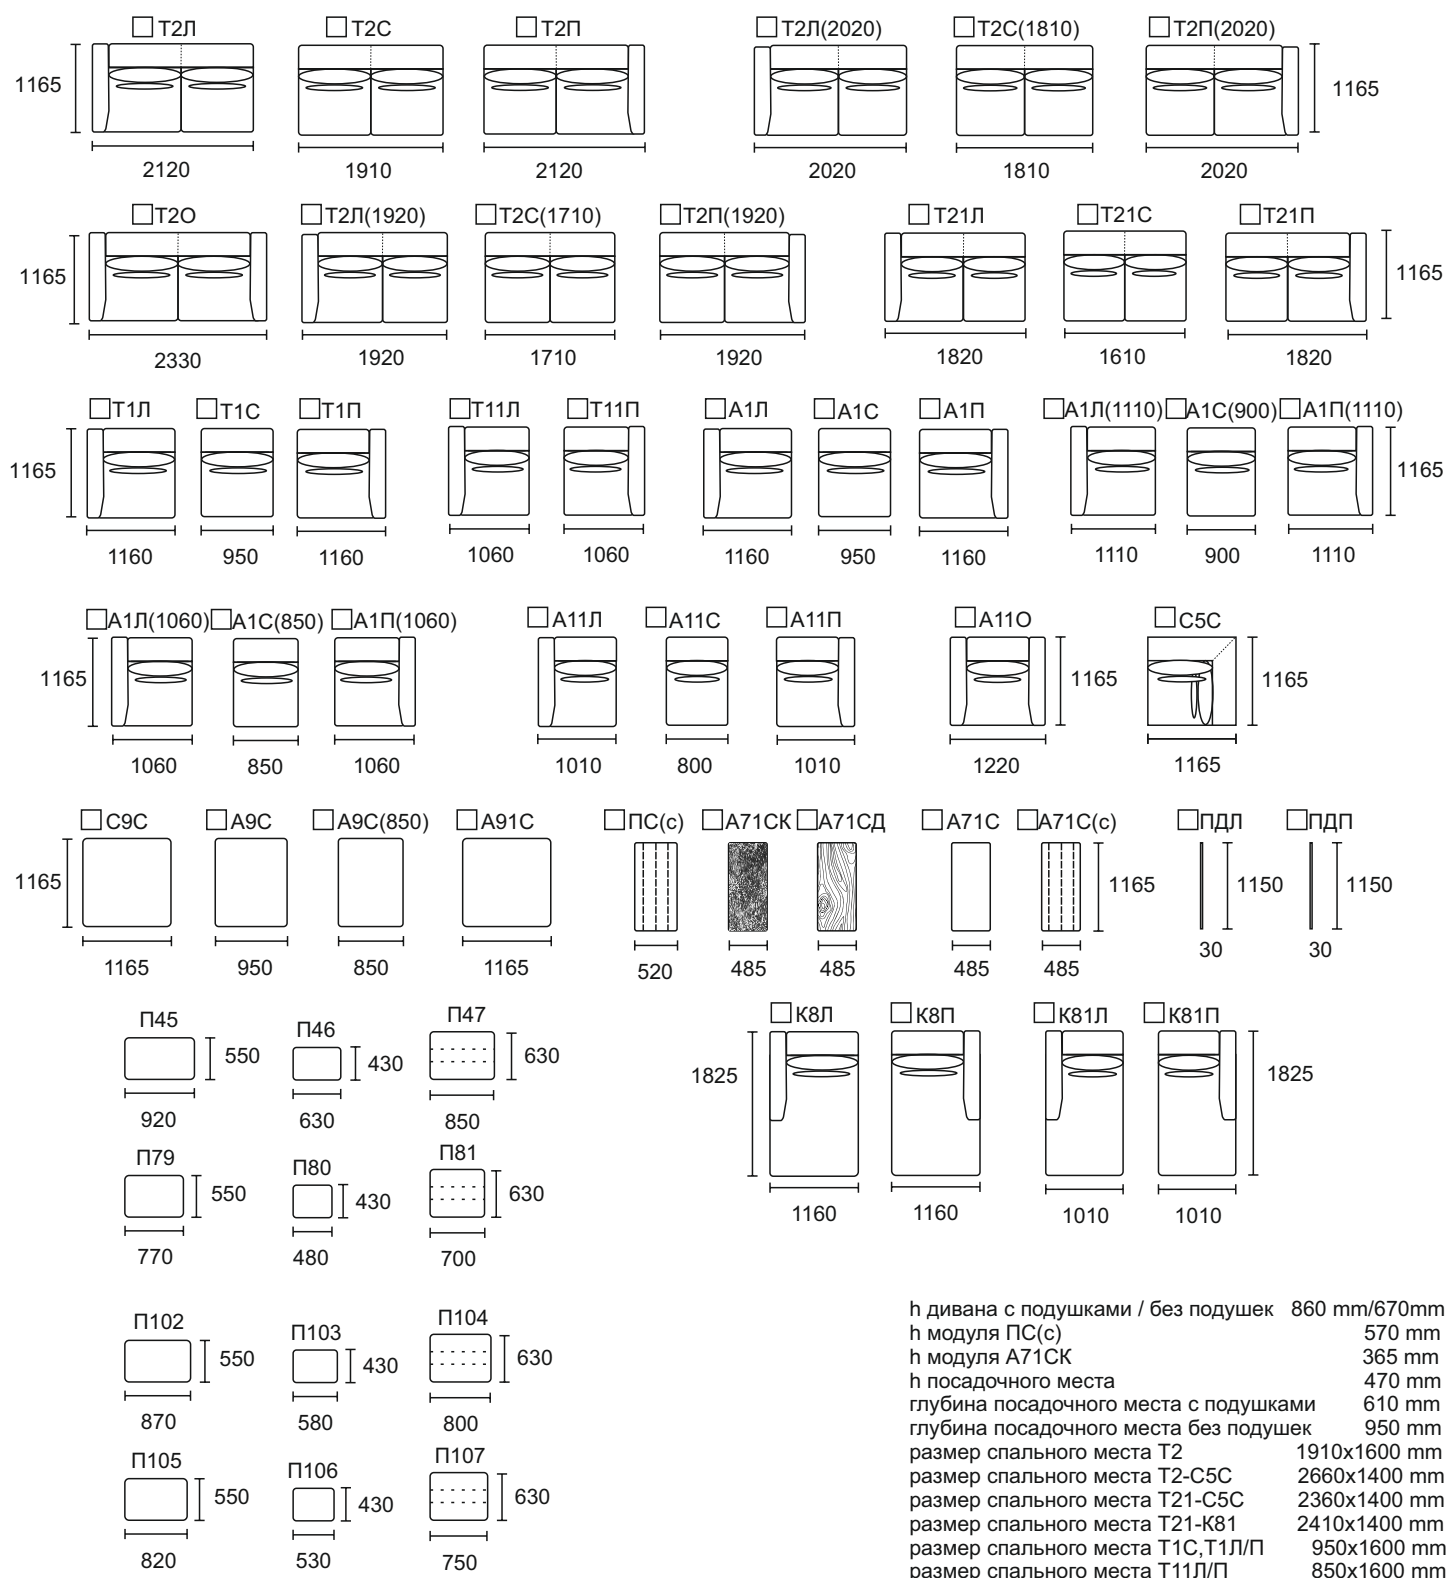 Т2Л Т2С Т2П Т2Л(2020) Т2С(1810) Т2П(2020)
1165 1165
2120 1910 2120 2020 1810 2020
Т2О Т2Л(1920) Т2С(1710) Т2П(1920) Т21Л Т21С Т21П
1165 1165
2330 1920 1710 1920 1820 1610 1820
Т1Л Т1С Т1П Т11Л Т11П А1Л А1С А1П А1Л(1110) А1С(900) А1П(1110)
1165 1165
1160 950 1160 1060 1060 1160 950 1160 1110 900 1110
А1Л(1060) А1С(850) А1П(1060) А11Л А11С А11П А11О С5С
1165 1165 1165
1060 850 1060 1010 800 1010 1220 1165
С9С А9С А9С(850) А91С ПС(с) А71СК А71СД А71С А71С(с) ПДЛ ПДП
1165 1165 1150 1150
1165 950 850 1165 520 485 485 485 485 30 30
П45 П46 П47 К8Л К8П К81Л К81П
550 430 630 1825 1825
920 630 850
П79 П80 П81
550 430 630 1160 1160 1010 1010
770 480 700
П102 П103 П104
550 430 630
870 580 800
П105 П106 П107
550 430 630
820 530 750
h дивана с подушками / без подушек 860 mm/670mm
h модуля ПС(с) 570 mm
h модуля А71СК 365 mm
h посадочного места 470 mm
глубина посадочного места с подушками 610 mm
глубина посадочного места без подушек 950 mm
размер спального места Т2 1910х1600 mm
размер спального места Т2-С5С 2660х1400 mm
размер спального места Т21-С5С 2360х1400 mm
размер спального места Т21-К81 2410х1400 mm
размер спального места Т1С,Т1Л/П 950х1600 mm
размер спального места Т11Л/П 850х1600 mm